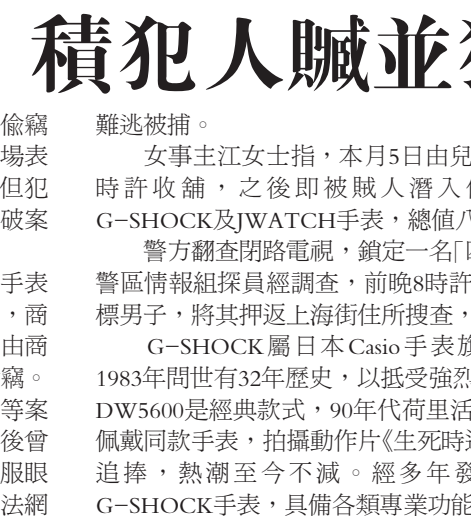 積犯人贓並
偷竊
場表
但犯
破案
手表
，商
由商
竊。
等案
後曾
服眼
法網
難逃被捕。
女事主江女士指，本月5日由兒
時許收舖，之後即被賊人潛入
G-SHOCK及JWATCH手表，總值八
警方翻查閉路電視，鎖定一名「
警區情報組探員經調查，前晚8時許
標男子，將其押返上海街住所搜查，
G-SHOCK屬日本Casio手表旗
1983年問世有32年歷史，以抵受強烈
DW5600是經典款式，90年代荷里活
佩戴同款手表，拍攝動作片《生死時速
追捧，熱潮至今不減。經多年發
G-SHOCK手表，具備各類專業功能